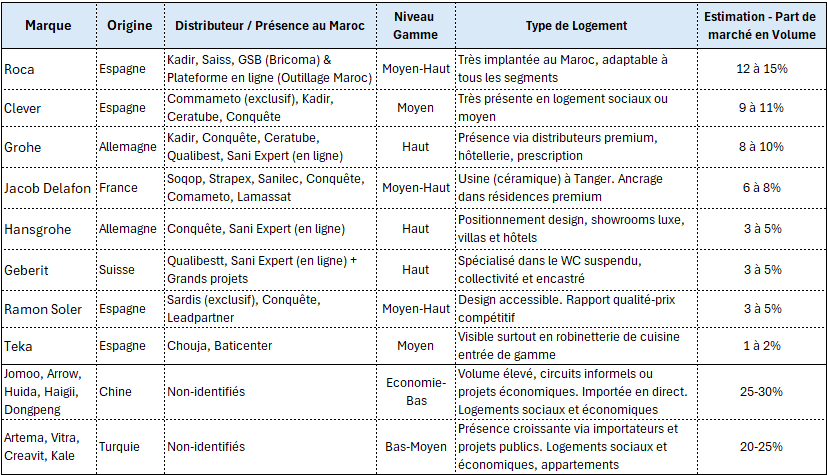 Marque
Origine
Distributeur / Présence au Maroc
Niveau
Gamme
Type de Logement
Estimation - Part de
marché en Volume
Roca
Espagne
Kadir, Saiss, GSB (Bricoma) &
Plateforme en ligne (Outillage Maroc)
Moyen-Haut
Très implantée au Maroc, adaptable à
tous les segments
12 à 15%
Clever
Espagne
Commameto (exclusif), Kadir,
Ceratube, Conquête
Moyen
Très présente en logement sociaux ou
moyen
9 à 11%
Grohe
Allemagne
Kadir, Conquête, Ceratube,
Qualibest, Sani Expert (en ligne)
Haut
Présence via distributeurs premium,
hôtellerie, prescription
8 à 10%
Jacob Delafon
France
Soqop, Strapex, Sanilec, Conquête,
Comameto, Lamassat
Moyen-Haut
Usine (céramique) à Tanger. Ancrage
dans résidences premium
6 à 8%
Hansgrohe
Allemagne
Conquête, Sani Expert (en ligne)
Haut
Positionnement design, showrooms luxe,
villas et hôtels
3 à 5%
Geberit
Suisse
Qualibestt, Sani Expert (en ligne) +
Grands projets
Haut
Spécialisé dans le WC suspendu,
collectivité et encastré
3 à 5%
Ramon Soler
Espagne
Sardis (exclusif), Conquête,
Leadpartner
Moyen-Haut
Design accessible. Rapport qualité-prix
compétitif
3 à 5%
Teka
Espagne
Chouja, Baticenter
Moyen
Visible surtout en robinetterie de cuisine
entrée de gamme
1 à 2%
Jomoo, Arrow,
Huida, Haigii,
Dongpeng
Chine
Non-identifiés
Economie-
Bas
Volume élevé, circuits informels ou
projets économiques. Importée en direct.
Logements sociaux et économiques
25-30%
Artema, Vitra,
Creavit, Kale
Turquie
Non-identifiés
Bas-Moyen
Présence croissante via importateurs et
projets publics. Logements sociaux et
économiques, appartements
20-25%